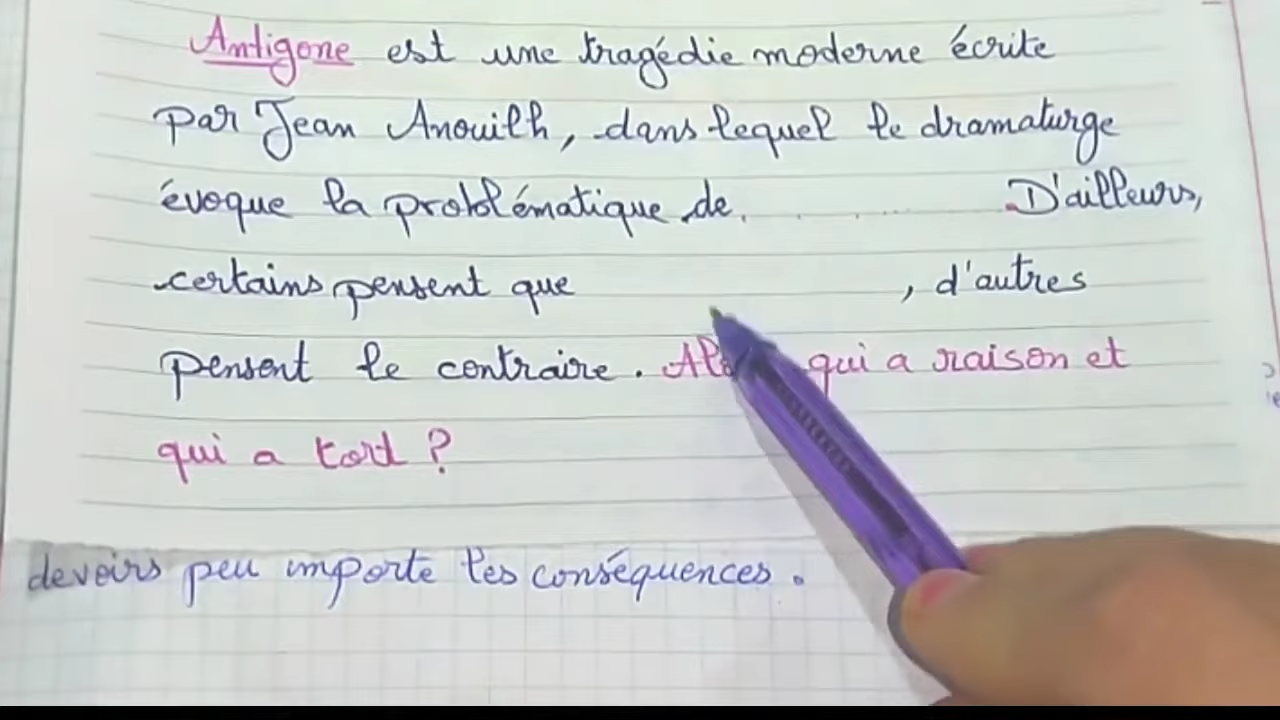 Antigone est une tragédie moderne écrite
par Jean Anouilh, dans lequel le dramaturge
évoque la problématique de. . . . . . . D'ailleurs,
certains pensent que , d'autres
pensent le contraire. qui a raison et
qui a tort ?
devoirs peu importe les conséquences.